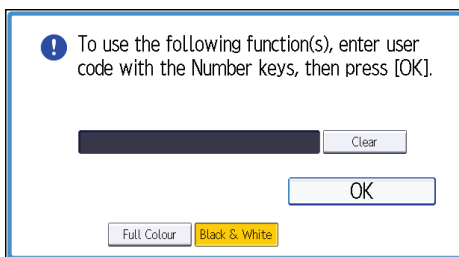 To use the following function(s), enter user
code with the Number keys, then press [OK].
Clear
OK
Full Colour Black & White